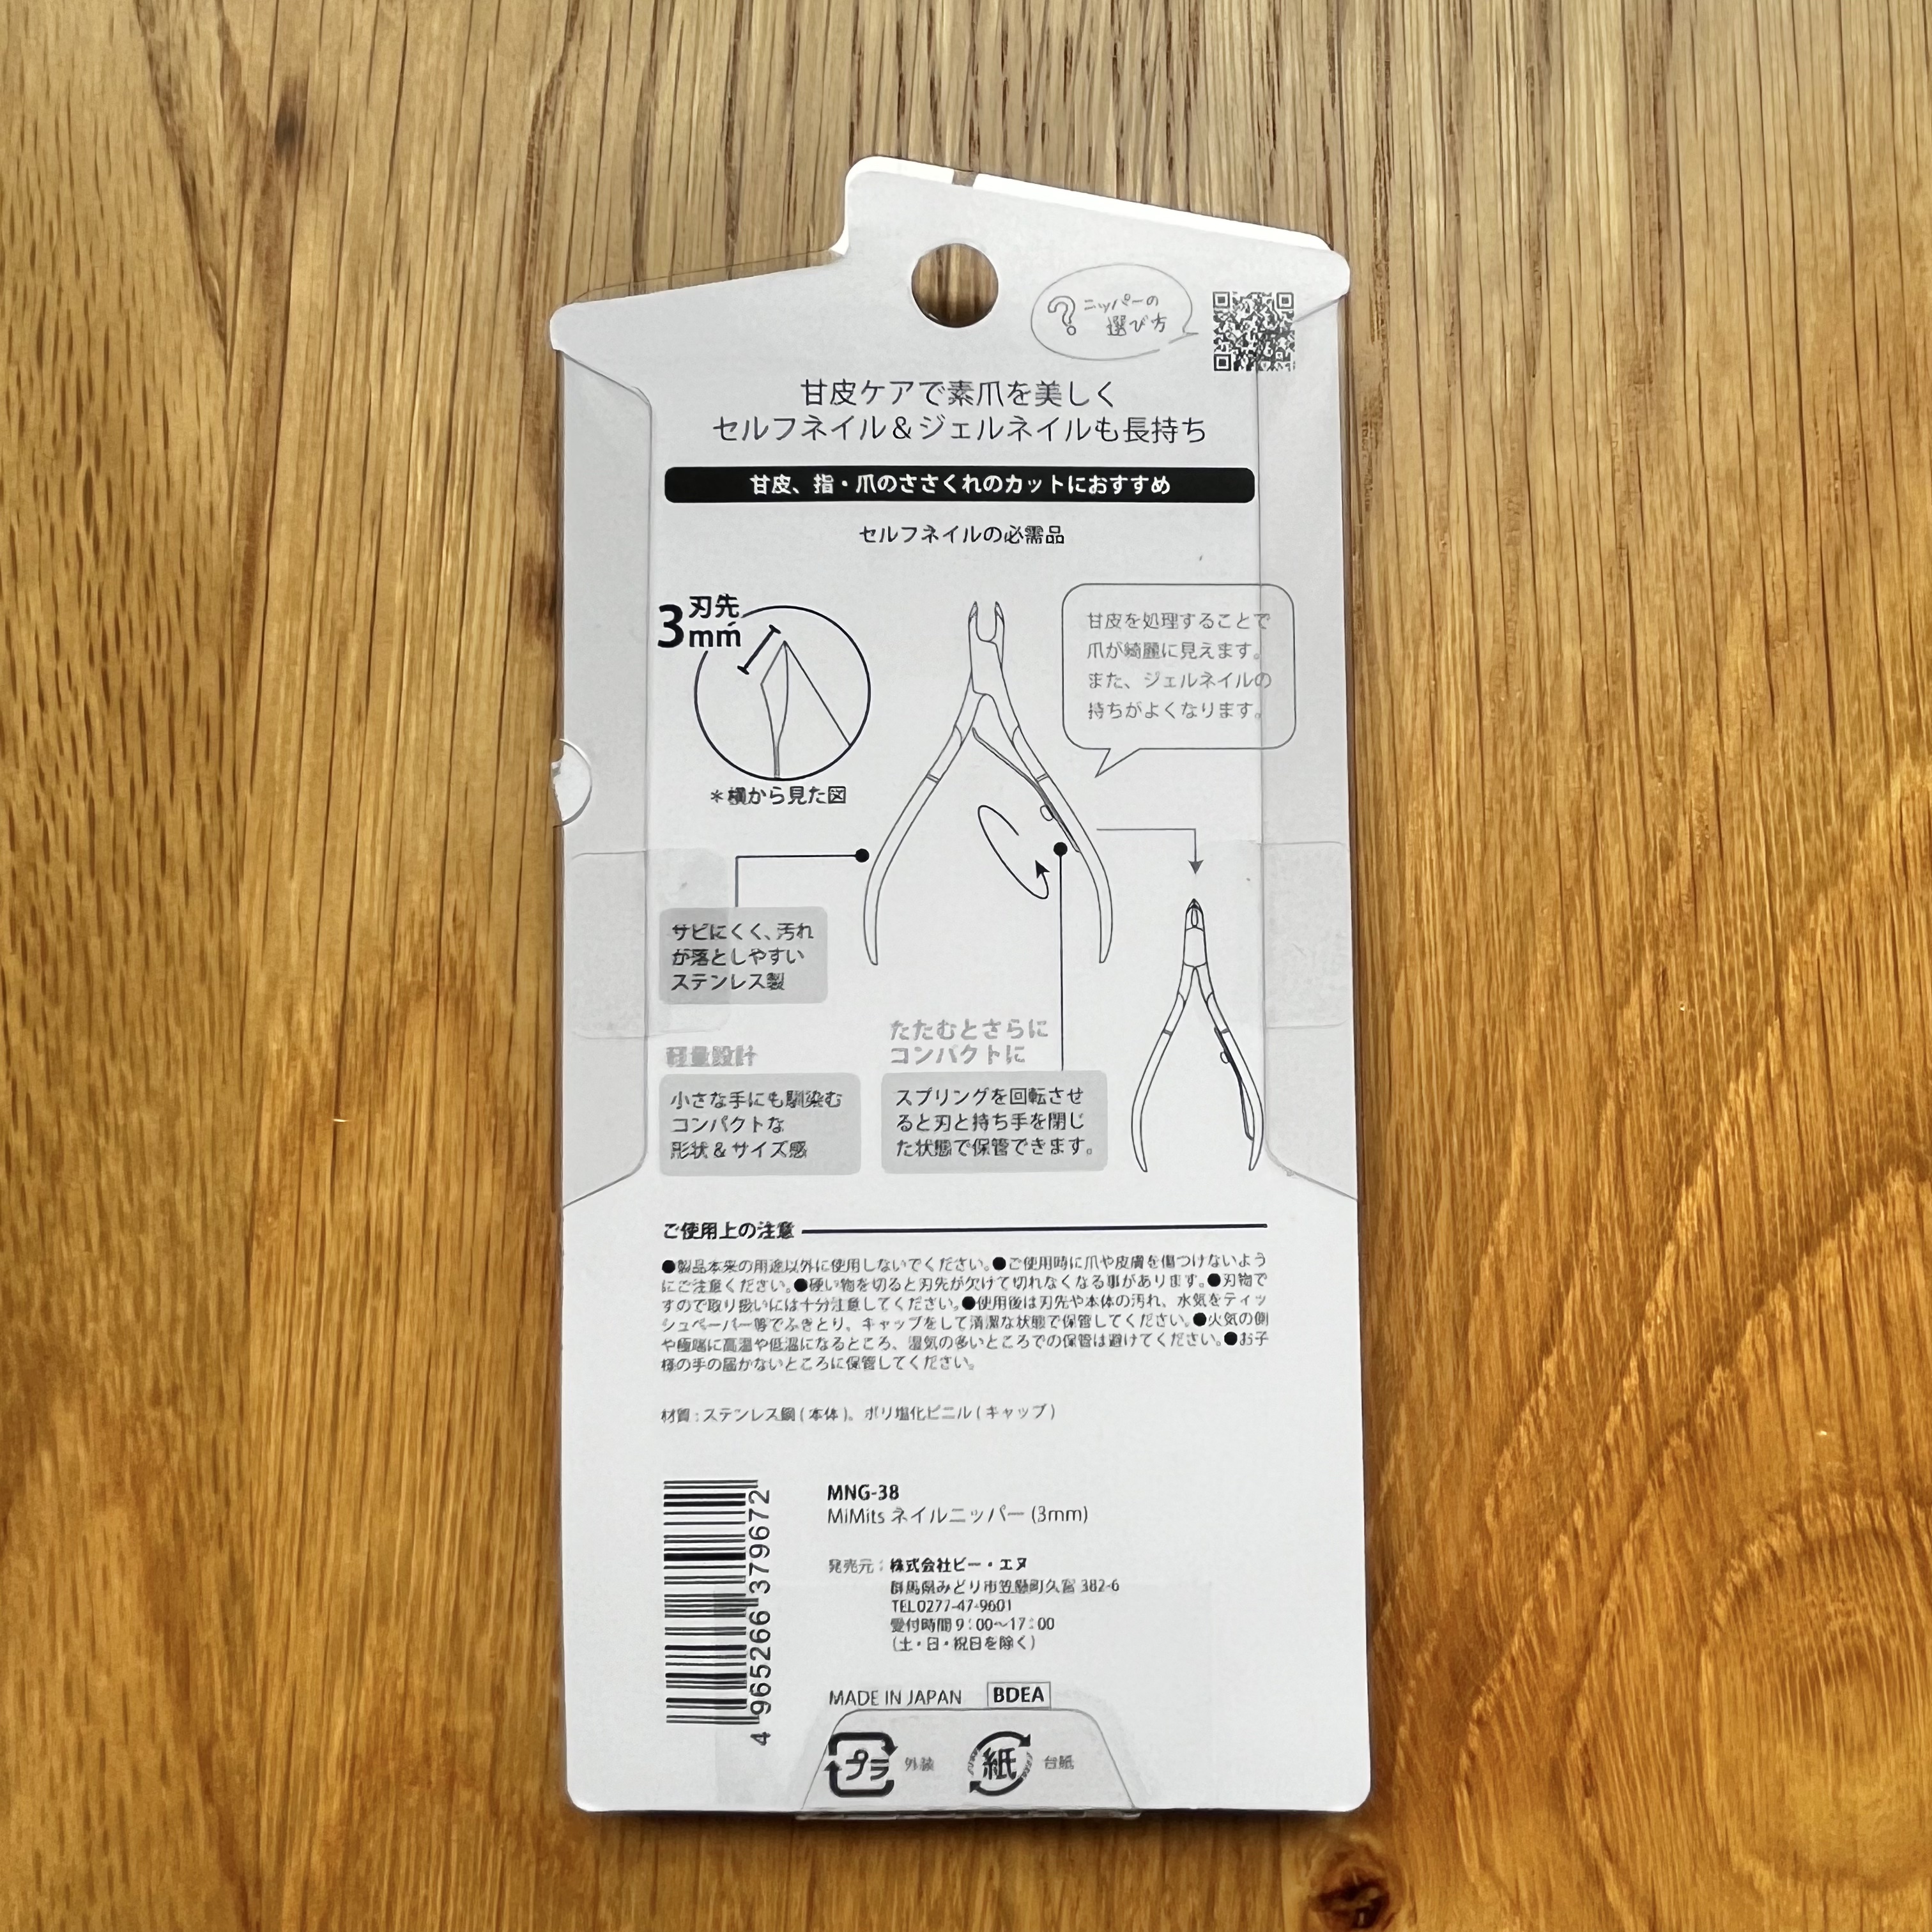 ?
ニッパーの
選び方
甘皮ケアで素爪を美しく
セルフネイル&ジェルネイルも長持ち
甘皮、指・爪のささくれのカットにおすすめ
セルフネイルの必需品
3mm
刃先
甘皮を処理することで
爪が綺麗に見えます。
また、ジェルネイルの
持ちがよくなります。
＊横から見た図
サビにくく、汚れ
が落としやすい
ステンレス製
軽量設計
小さな手にも馴染む
コンパクトな
形状&サイズ感
たたむとさらに
コンパクトに
スプリングを回転させ
ると刃と持ち手を閉じ
た状態で保管できます。
ご使用上の注意
●製品本来の用途以外に使用しないでください。●ご使用時に爪や皮膚を傷つけないよう
にご注意ください。●硬い物を切ると刃先が欠けて切れなくなる事があります。●刃物で
すので取り扱いには十分注意してください。●使用後は刃先や本体の汚れ、水気をティッ
シュペーパー等でふきとり、キャップをして清潔な状態で保管してください。●火気の側
や極端に高温や低温になるところ、湿気の多いところでの保管は避けてください。●お子
様の手の届かないところに保管してください。
材質:ステンレス鋼(本体)。ポリ塩化ビニル(キャップ)
4 965266 379672
MNG-38
MiMits ネイルニッパー (3mm)
発売元:株式会社ビー・エヌ
群馬県みどり市笠懸町久宮 382-6
TEL0277-47-9601
受付時間 9:00〜17:00
(土・日・祝日を除く)
MADE IN JAPAN BDEA
プラ 外装 紙 台紙